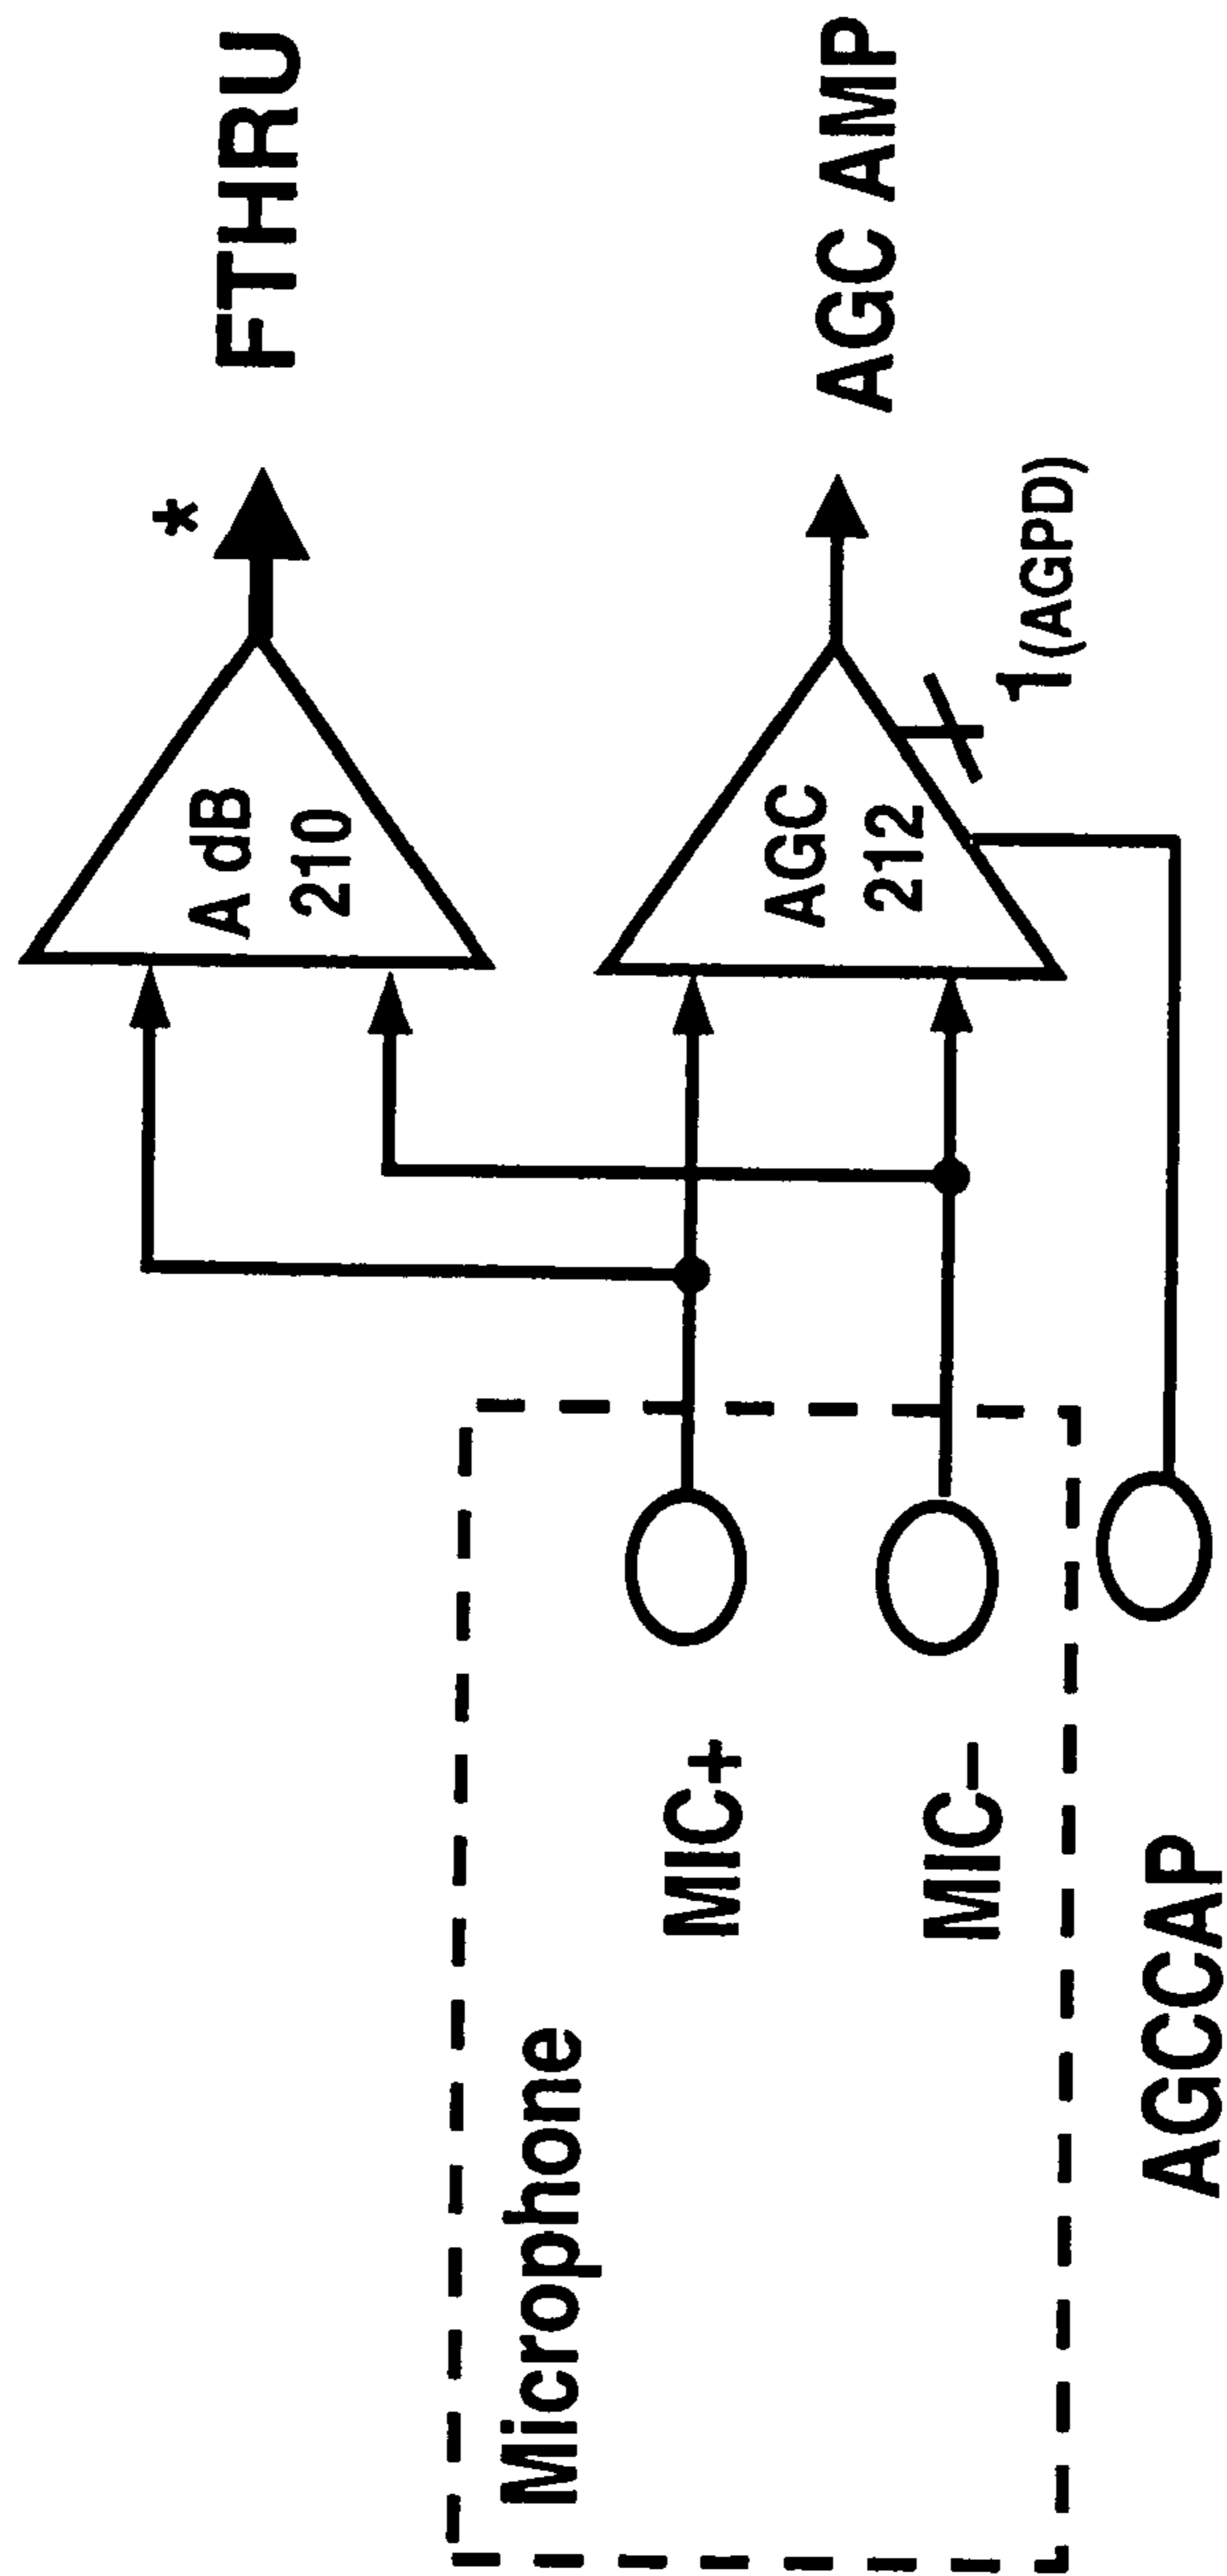 FTHRU
*
A dB
210
AGC AMP
AGC
212
1 (AGPD)
Microphone
MIC+
MIC–
AGCCAP